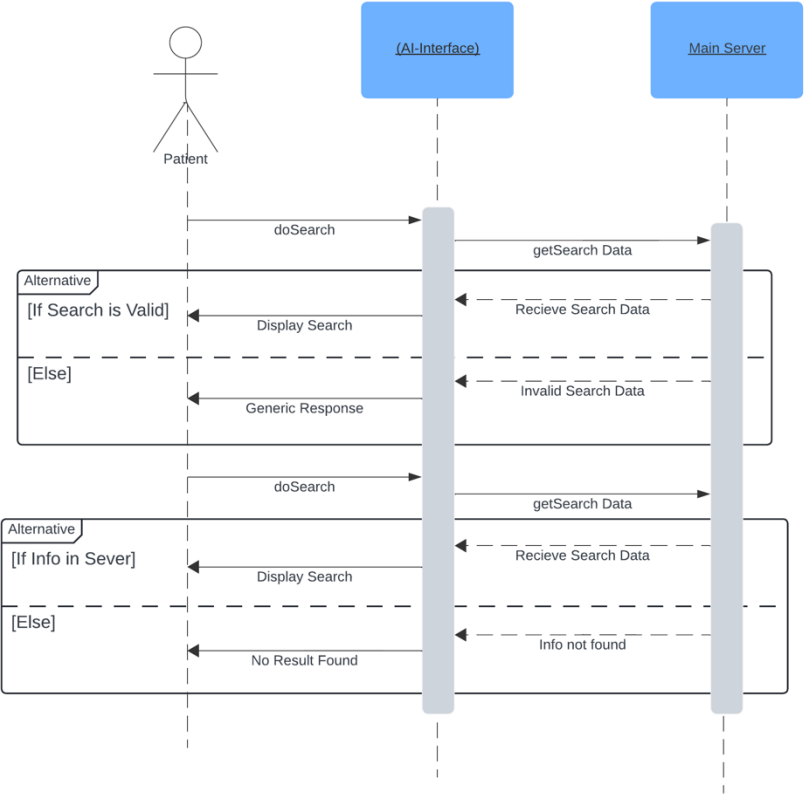 (AI-Interface)
Main Server
Patient
doSearch
getSearch Data
Alternative
[If Search is Valid]
Recieve Search Data
Display Search
[Else]
Invalid Search Data
Generic Response
doSearch
getSearch Data
Alternative
[If Info in Sever]
Recieve Search Data
Display Search
[Else]
Info not found
No Result Found